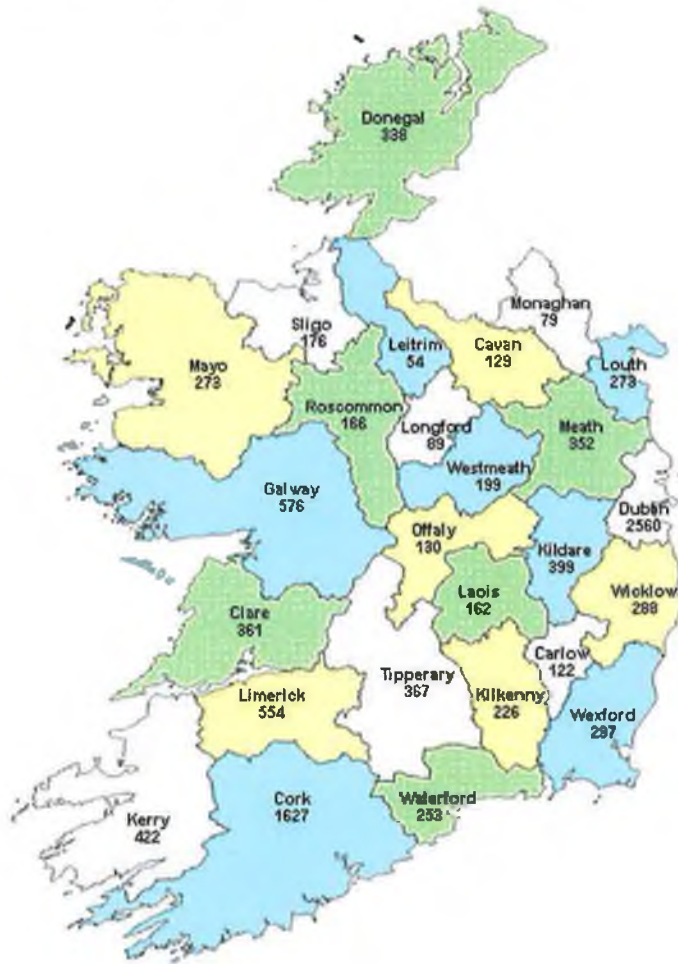 Donegal
338
Monaghan
79
Sligo
176
Leitrim
54
Cavan
129
Louth
273
Mayo
273
Roscommon
166
Longford
89
Meath
352
Westmeath
199
Galway
576
Dublin
2560
Offaly
130
Kildare
399
Laois
162
Wicklow
288
Clare
361
Carlow
122
Tipperary
367
Limerick
554
Kilkenny
226
Wexford
287
Cork
1627
Waterford
253
Kerry
422